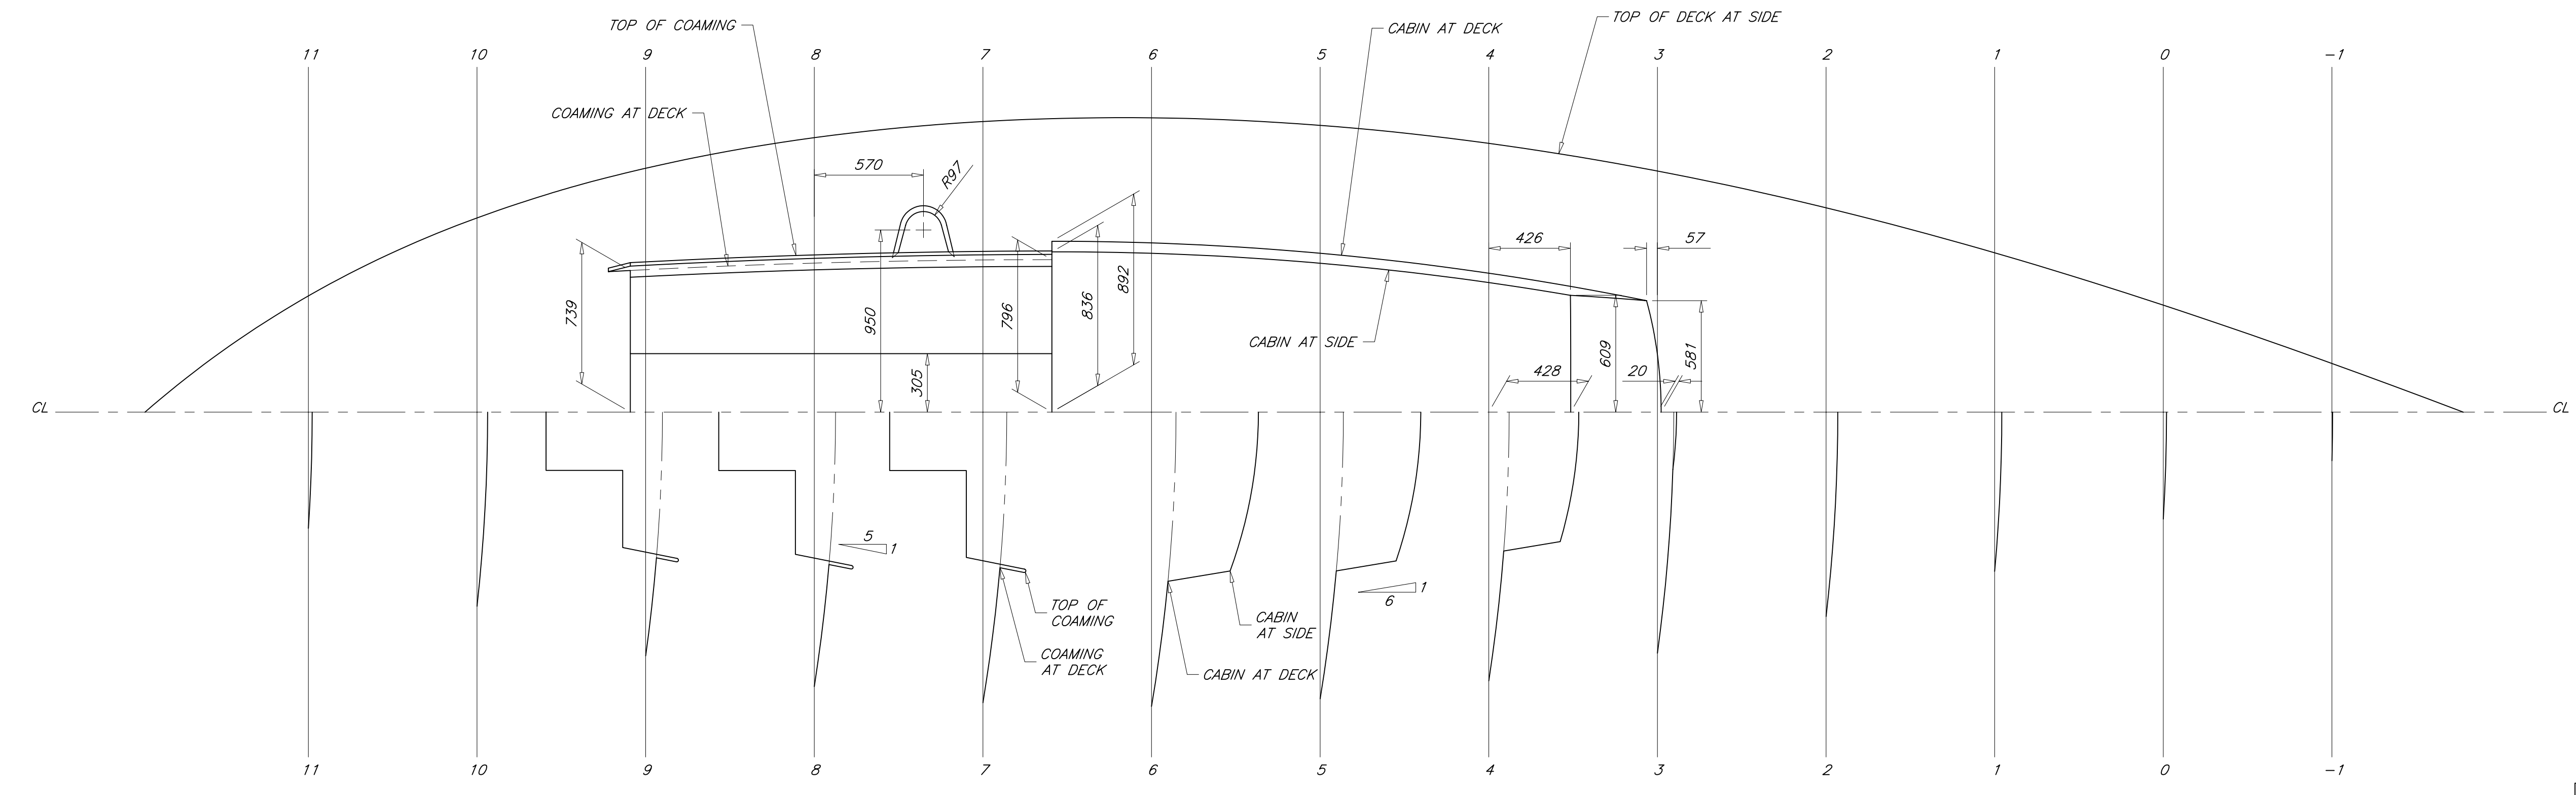 TOP OF COAMING
CABIN AT DECK
TOP OF DECK AT SIDE
11 10 9 8 7 6 5 4 3 2 1 0 -1
COAMING AT DECK
570
R97
426
57
739
950
796
836
892
CABIN AT SIDE
305
428
609
20
581
CL
CL
5
1
1
6
TOP OF
COAMING
CABIN
AT SIDE
COAMING
AT DECK
CABIN AT DECK
11 10 9 8 7 6 5 4 3 2 1 0 -1